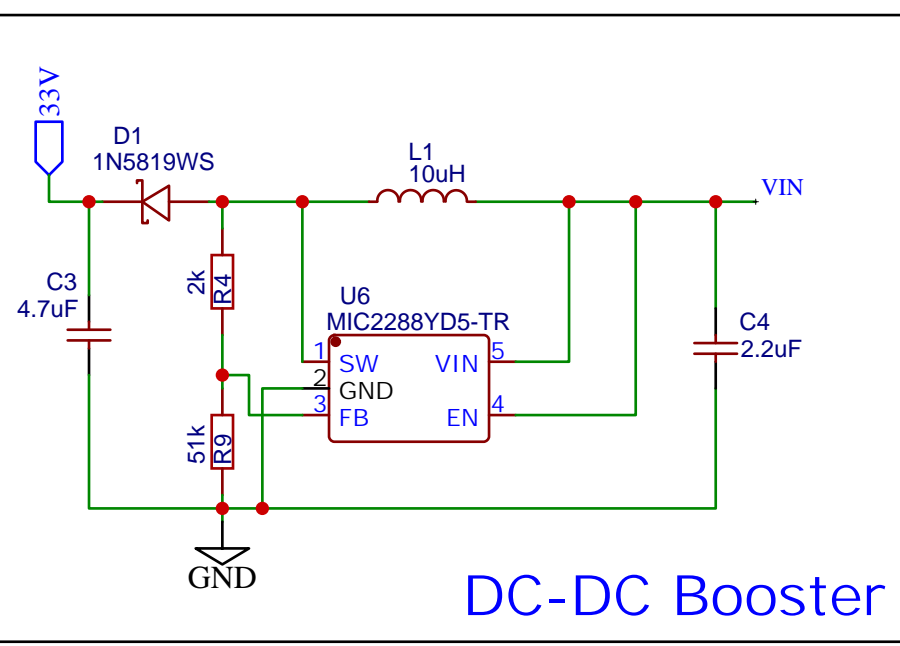 33V
D1
1N5819WS
L1
10uH
VIN
C3
4.7uF
2k
R4
U6
MIC2288YD5-TR
1
SW
VIN
5
2
GND
3
FB
EN
4
C4
2.2uF
51k
R9
GND
DC-DC Booster